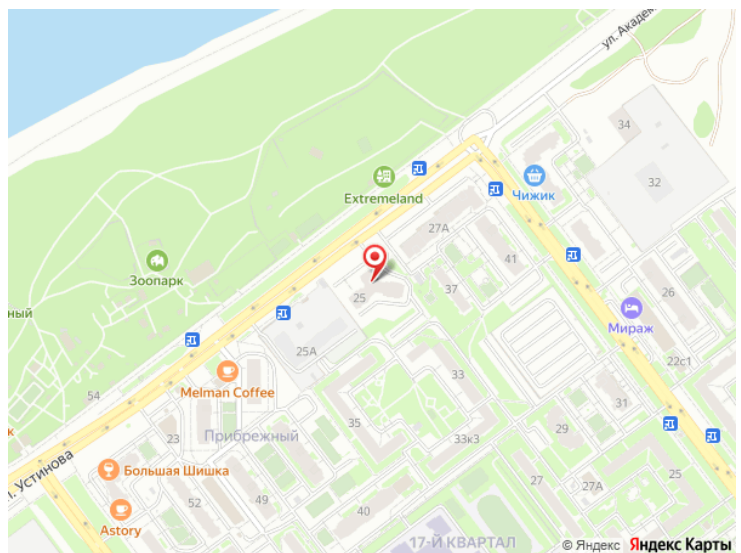 ул. Акаде
34
32
Чижик
Extremeland
27А
41
Зоопарк
37
25
26
ный
Мираж
25А
22с1
54
33
Melman Coffee
31
к
35
23
Прибрежный
33к3
29
л. Устинова
Большая Шишка
25
52
49
27
27А
40
Astory
17-Й КВАРТАЛ
© Яндекс Яндекс Карты